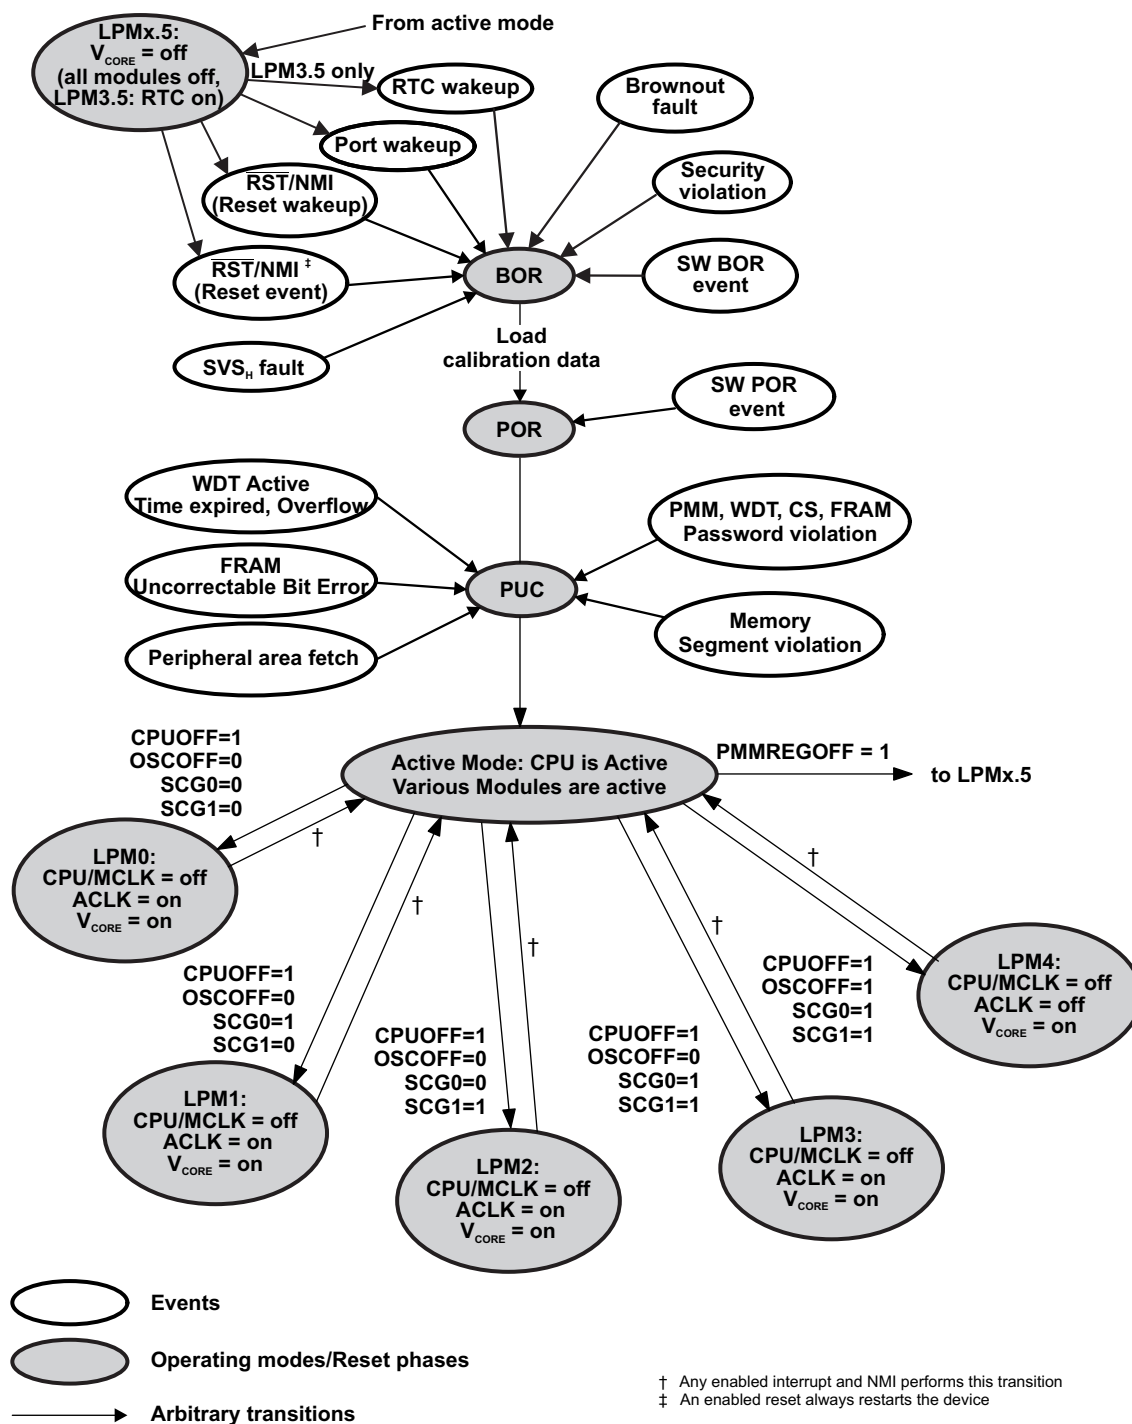 From active mode
LPMx.5:
VCORE = off
(all modules off,
LPM3.5: RTC on)
LPM3.5 only
RTC wakeup
Brownout
fault
Port wakeup
Security
violation
RST/NMI
(Reset wakeup)
RST/NMI ‡
(Reset event)
BOR
SW BOR
event
Load
calibration data
SVSH fault
SW POR
event
POR
WDT Active
Time expired, Overflow
PMM, WDT, CS, FRAM
Password violation
FRAM
Uncorrectable Bit Error
PUC
Memory
Segment violation
Peripheral area fetch
CPUOFF=1
OSCOFF=0
SCG0=0
SCG1=0
Active Mode: CPU is Active
Various Modules are active
PMMREGOFF = 1
to LPMx.5
†
LPM0:
CPU/MCLK = off
ACLK = on
VCORE = on
†
†
†
†
CPUOFF=1
OSCOFF=0
SCG0=1
SCG1=0
CPUOFF=1
OSCOFF=0
SCG0=0
SCG1=1
CPUOFF=1
OSCOFF=0
SCG0=1
SCG1=1
CPUOFF=1
OSCOFF=1
SCG0=1
SCG1=1
LPM4:
CPU/MCLK = off
ACLK = off
VCORE = on
LPM1:
CPU/MCLK = off
ACLK = on
VCORE = on
LPM2:
CPU/MCLK = off
ACLK = on
VCORE = on
LPM3:
CPU/MCLK = off
ACLK = on
VCORE = on
Events
Operating modes/Reset phases
Arbitrary transitions
† Any enabled interrupt and NMI performs this transition
‡ An enabled reset always restarts the device